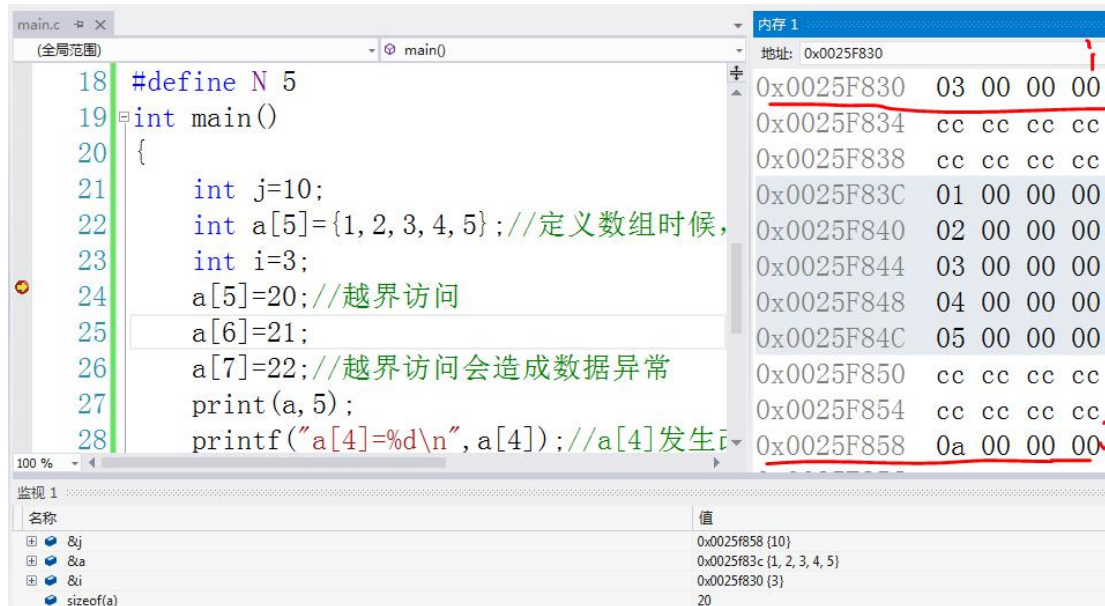 main.c
(全局范围)
main()
18 #define N 5
19 int main()
20 {
21 int j=10;
22 int a[5]={1,2,3,4,5};//定义数组时候，
23 int i=3;
24 a[5]=20;//越界访问
25 a[6]=21;
26 a[7]=22;//越界访问会造成数据异常
27 print(a,5);
28 printf("a[4]=%d\n",a[4]);//a[4]发生
100 %
内存 1
地址: 0x0025F830
0x0025F830 03 00 00 00
0x0025F834 cc cc cc cc
0x0025F838 cc cc cc cc
0x0025F83C 01 00 00 00
0x0025F840 02 00 00 00
0x0025F844 03 00 00 00
0x0025F848 04 00 00 00
0x0025F84C 05 00 00 00
0x0025F850 cc cc cc cc
0x0025F854 cc cc cc cc
0x0025F858 0a 00 00 00
监视 1
名称 值
&j 0x0025f858 {10}
&a 0x0025f83c {1, 2, 3, 4, 5}
&i 0x0025f830 {3}
sizeof(a) 20